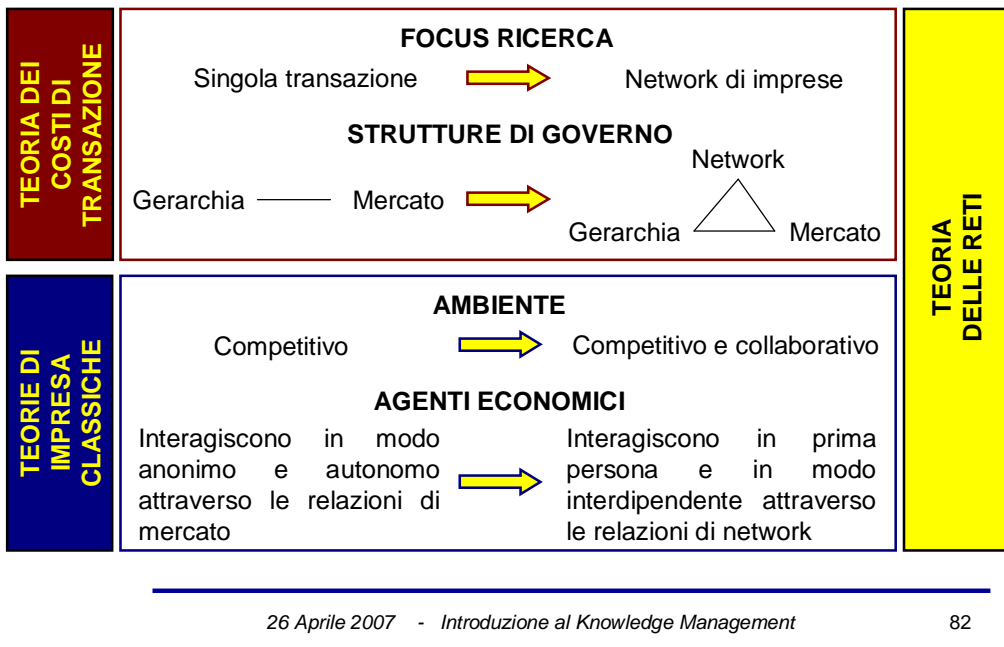 TEORIA DEI
COSTI DI
TRANSAZIONE
FOCUS RICERCA
Singola transazione
Network di imprese
STRUTTURE DI GOVERNO
Network
Gerarchia
Mercato
Gerarchia
Mercato
TEORIE DI
IMPRESA
CLASSICHE
AMBIENTE
Competitivo
Competitivo e collaborativo
AGENTI ECONOMICI
Interagiscono in modo
anonimo e autonomo
attraverso le relazioni di
mercato
Interagiscono in prima
persona e in modo
interdipendente attraverso
le relazioni di network
TEORIA
DELLE RETI
26 Aprile 2007 - Introduzione al Knowledge Management
82